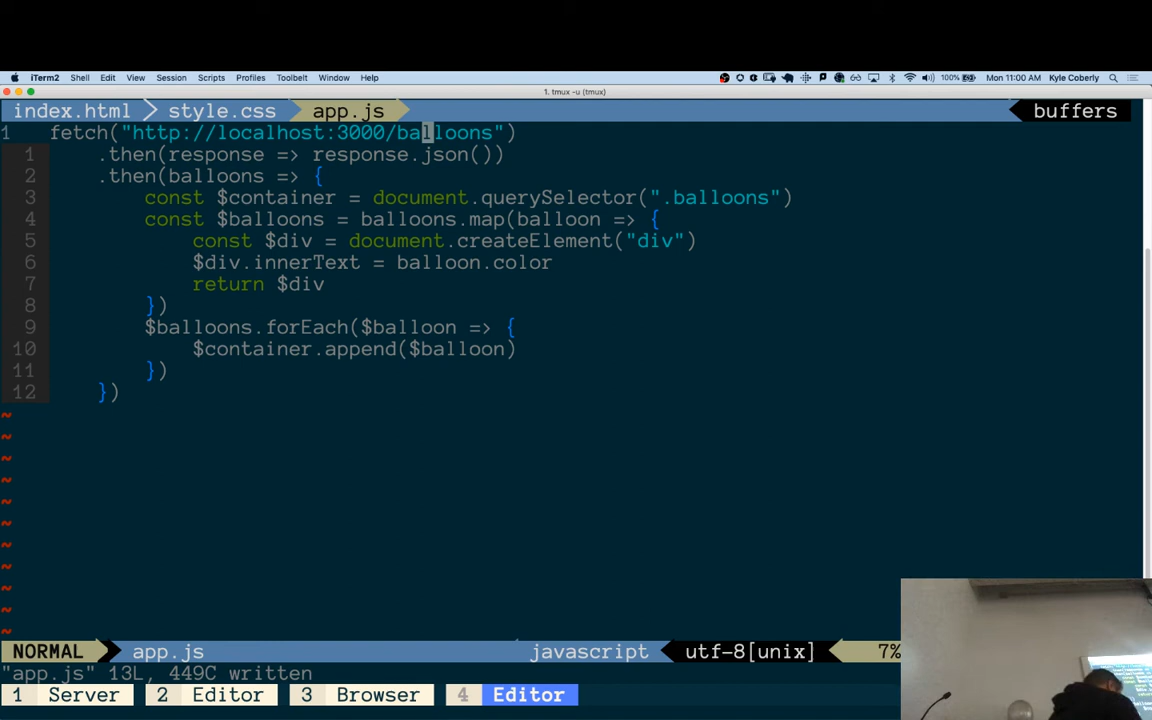 iTerm2 Shell Edit View Session Scripts Profiles Toolbelt Window Help 100% Mon 11:00 AM Kyle Coberly
1. tmux -u (tmux)
index.html style.css app.js buffers
1 fetch("http://localhost:3000/balloons")
1 .then(response => response.json())
2 .then(balloons => {
3 const $container = document.querySelector(".balloons")
4 const $balloons = balloons.map(balloon => {
5 const $div = document.createElement("div")
6 $div.innerText = balloon.color
7 return $div
8 })
9 $balloons.forEach($balloon => {
10 $container.append($balloon)
11 })
12 })
~
~
~
~
~
~
~
~
~
~
~
NORMAL app.js javascript utf-8[unix] 7%
"app.js" 13L, 449C written
1 Server 2 Editor 3 Browser 4 Editor